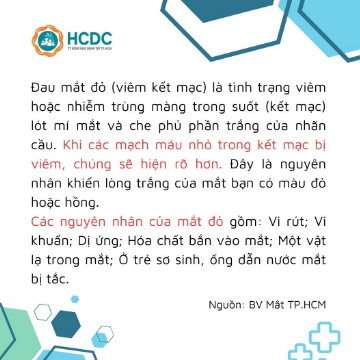 HCDC
Đau mắt đỏ (viêm kết mạc) là tình trạng viêm
hoặc nhiễm trùng màng trong suốt (kết mạc)
lót mí mắt và che phủ phần trắng của nhãn
cầu. Khi các mạch máu nhỏ trong kết mạc bị
viêm, chúng sẽ hiện rõ hơn. Đây là nguyên
nhân khiến lòng trắng của mắt bạn có màu đỏ
hoặc hồng.
Các nguyên nhân của mắt đỏ gồm: Vi rút; Vi
khuẩn; Dị ứng; Hóa chất bắn vào mắt; Một vật
lạ trong mắt; Ở trẻ sơ sinh, ống dẫn nước mắt
bị tắc.
Nguồn: BV Mắt TP.HCM